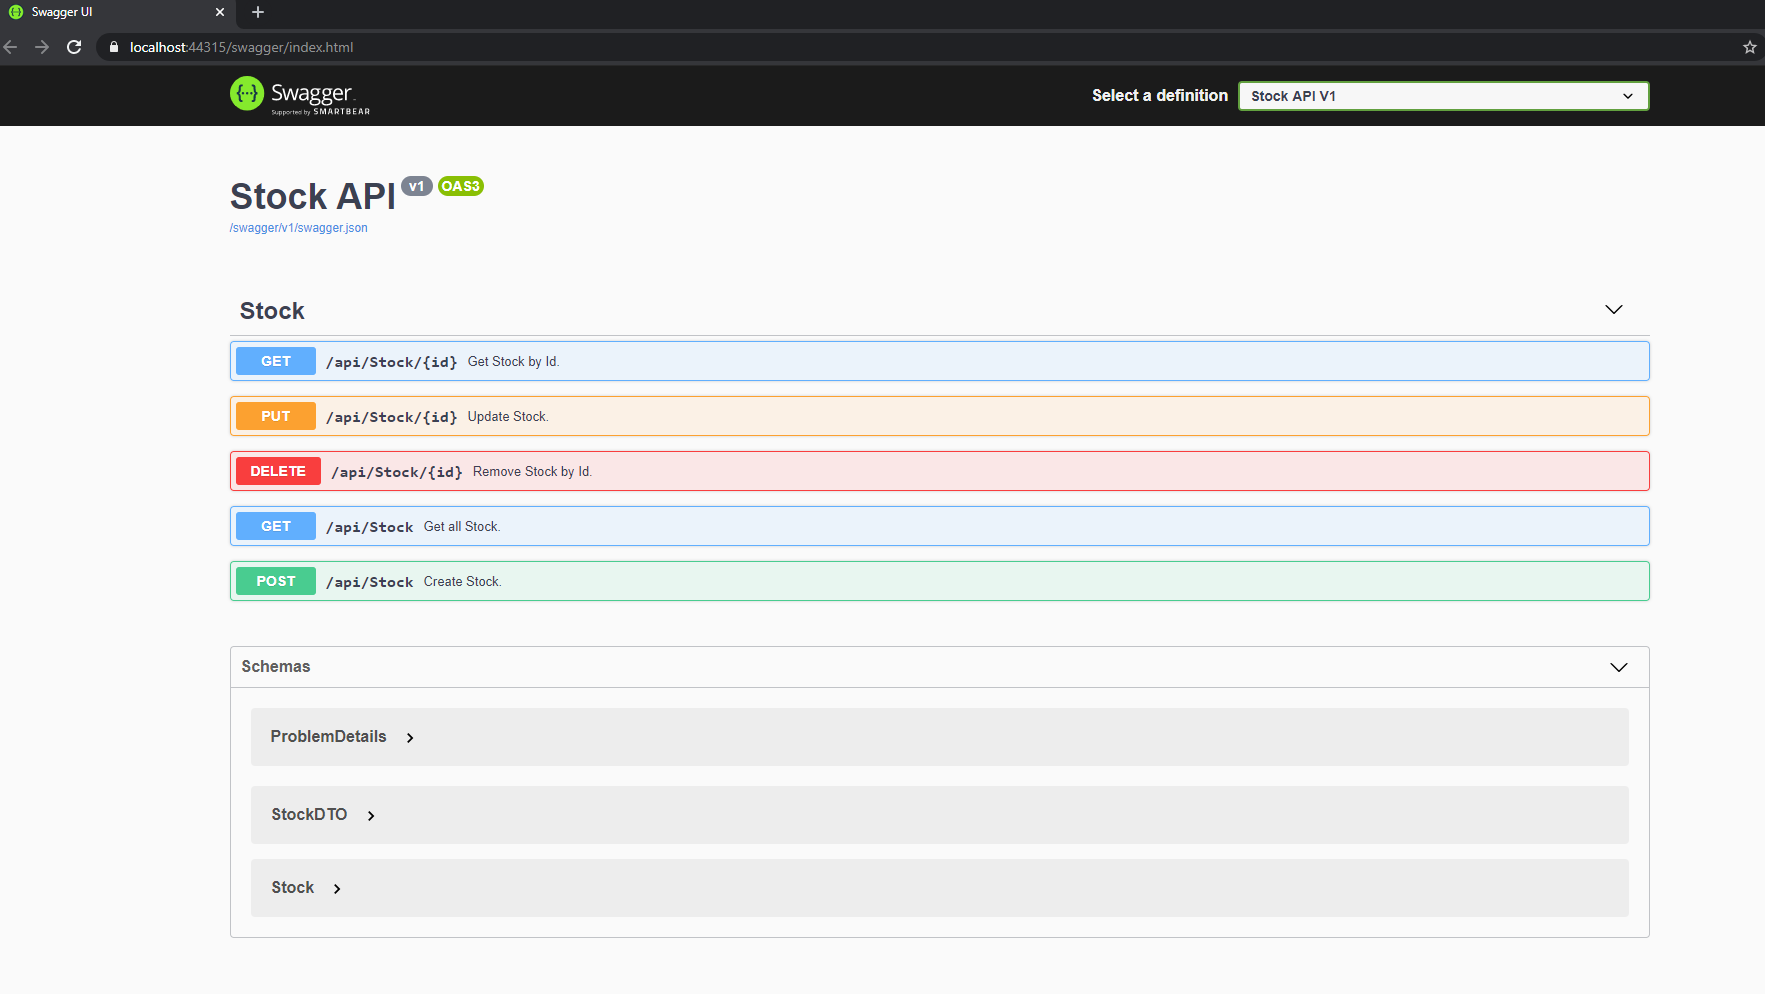 Swagger UI
localhost:44315/swagger/index.html
Swagger
Supported by SMARTBEAR
Select a definition
Stock API V1
Stock API v1 OAS3
/swagger/v1/swagger.json
Stock
GET /api/Stock/{id} Get Stock by Id.
PUT /api/Stock/{id} Update Stock.
DELETE /api/Stock/{id} Remove Stock by Id.
GET /api/Stock Get all Stock.
POST /api/Stock Create Stock.
Schemas
ProblemDetails
StockDTO
Stock